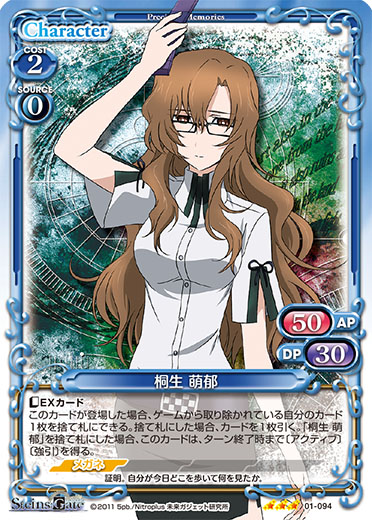 Precious Memories
Character
COST
2
SOURCE
0
50 AP
DP 30
桐生 萌郁
EXカード
このカードが登場した場合、ゲームから取り除かれている自分のカード
1枚を捨て札にできる。捨て札にした場合、カードを1枚引く。「桐生 萌
郁」を捨て札にした場合、このカードは、ターン終了時まで〔アクティブ〕
〔強引〕を得る。
メガネ
証明。自分が今日どこを歩いて何を見たか。
Steins;Gate
©2011 5pb./Nitroplus 未来ガジェット研究所
01-094